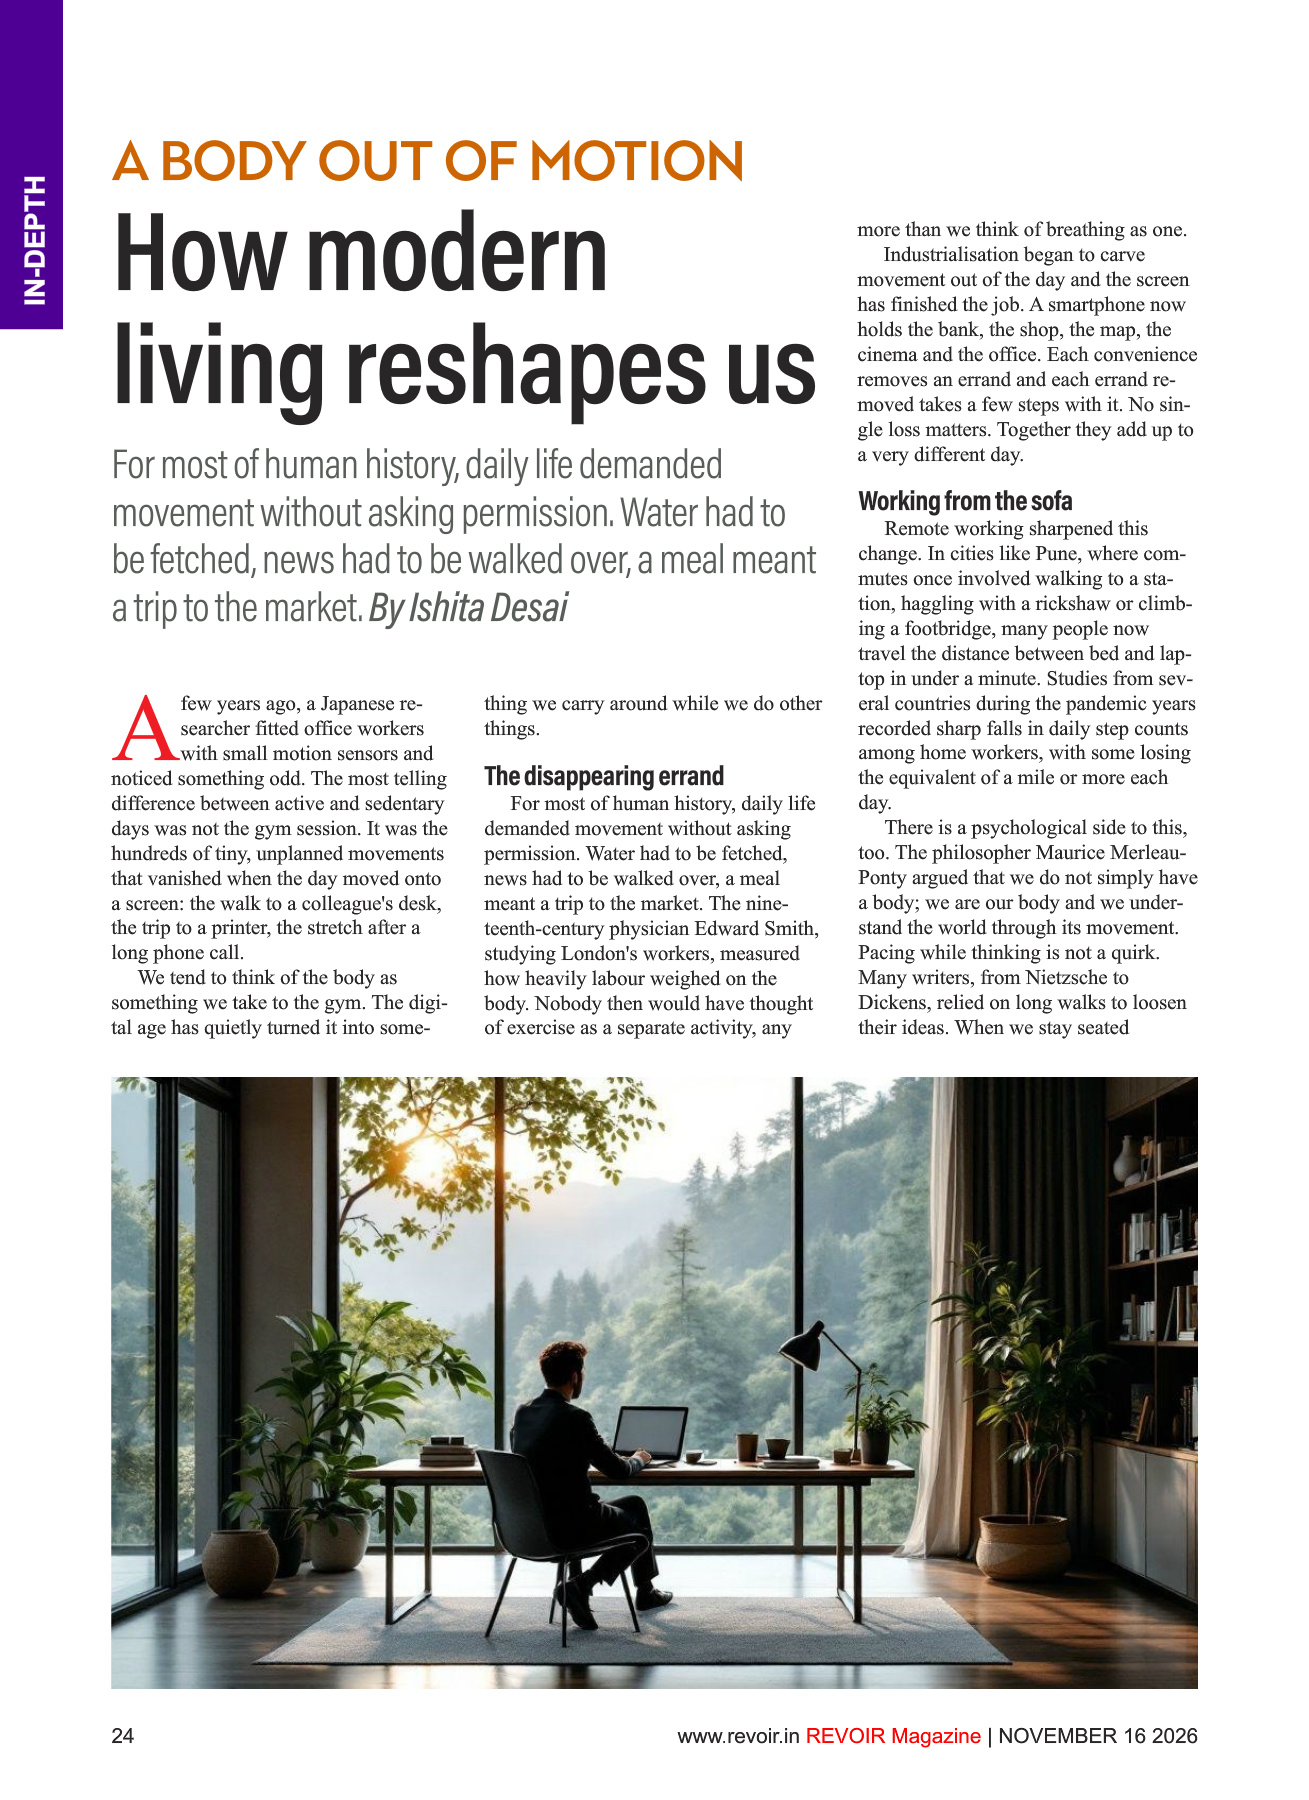 IN-DEPTH
A BODY OUT OF MOTION
How modern
living reshapes us
For most of human history, daily life demanded
movement without asking permission. Water had to
be fetched, news had to be walked over, a meal meant
a trip to the market. By Ishita Desai
A few years ago, a Japanese re-
searcher fitted office workers
with small motion sensors and
noticed something odd. The most telling
difference between active and sedentary
days was not the gym session. It was the
hundreds of tiny, unplanned movements
that vanished when the day moved onto
a screen: the walk to a colleague's desk,
the trip to a printer, the stretch after a
long phone call.
We tend to think of the body as
something we take to the gym. The digi-
tal age has quietly turned it into some-
thing we carry around while we do other
things.
The disappearing errand
For most of human history, daily life
demanded movement without asking
permission. Water had to be fetched,
news had to be walked over, a meal
meant a trip to the market. The nine-
teenth-century physician Edward Smith,
studying London's workers, measured
how heavily labour weighed on the
body. Nobody then would have thought
of exercise as a separate activity, any
more than we think of breathing as one.
Industrialisation began to carve
movement out of the day and the screen
has finished the job. A smartphone now
holds the bank, the shop, the map, the
cinema and the office. Each convenience
removes an errand and each errand re-
moved takes a few steps with it. No sin-
gle loss matters. Together they add up to
a very different day.
Working from the sofa
Remote working sharpened this
change. In cities like Pune, where com-
mutes once involved walking to a sta-
tion, haggling with a rickshaw or climb-
ing a footbridge, many people now
travel the distance between bed and lap-
top in under a minute. Studies from sev-
eral countries during the pandemic years
recorded sharp falls in daily step counts
among home workers, with some losing
the equivalent of a mile or more each
day.
There is a psychological side to this,
too. The philosopher Maurice Merleau-
Ponty argued that we do not simply have
a body; we are our body and we under-
stand the world through its movement.
Pacing while thinking is not a quirk.
Many writers, from Nietzsche to
Dickens, relied on long walks to loosen
their ideas. When we stay seated
24
www.revoir.in REVOIR Magazine | NOVEMBER 16 2026